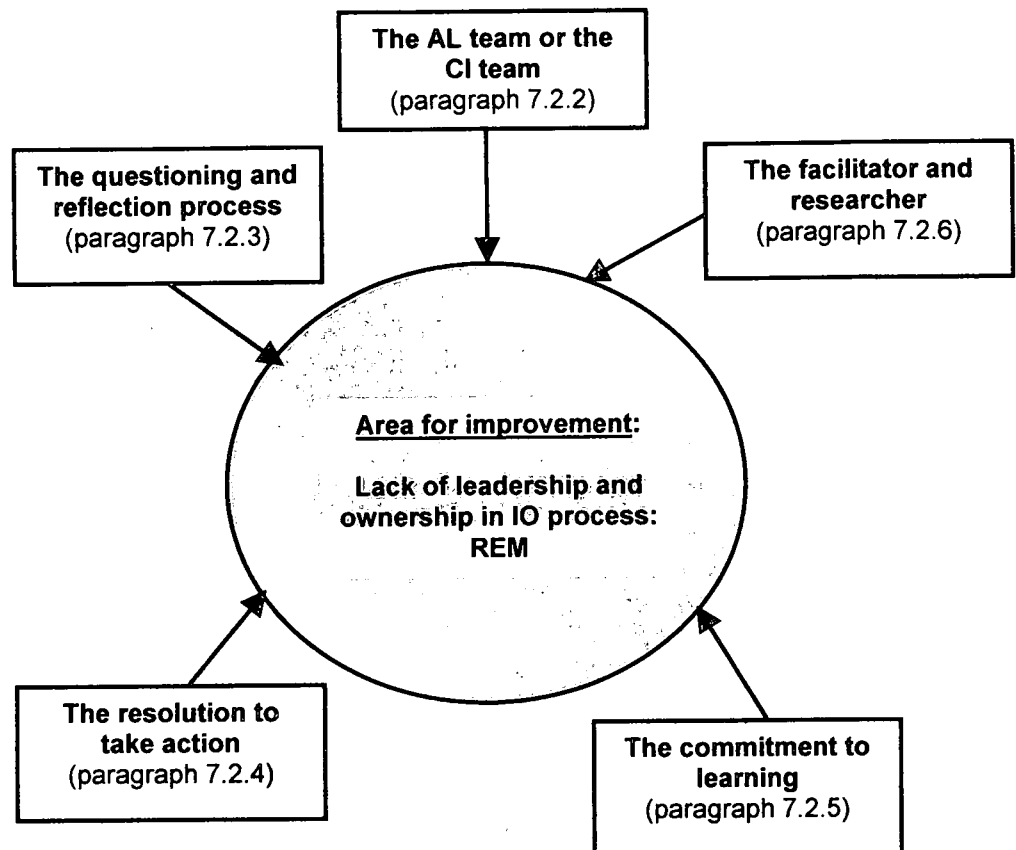 The AL team or the
CI team
(paragraph 7.2.2)
The questioning and
reflection process
(paragraph 7.2.3)
The facilitator and
researcher
(paragraph 7.2.6)
Area for improvement:
Lack of leadership and
ownership in IO process:
REM
The resolution to
take action
(paragraph 7.2.4)
The commitment to
learning
(paragraph 7.2.5)